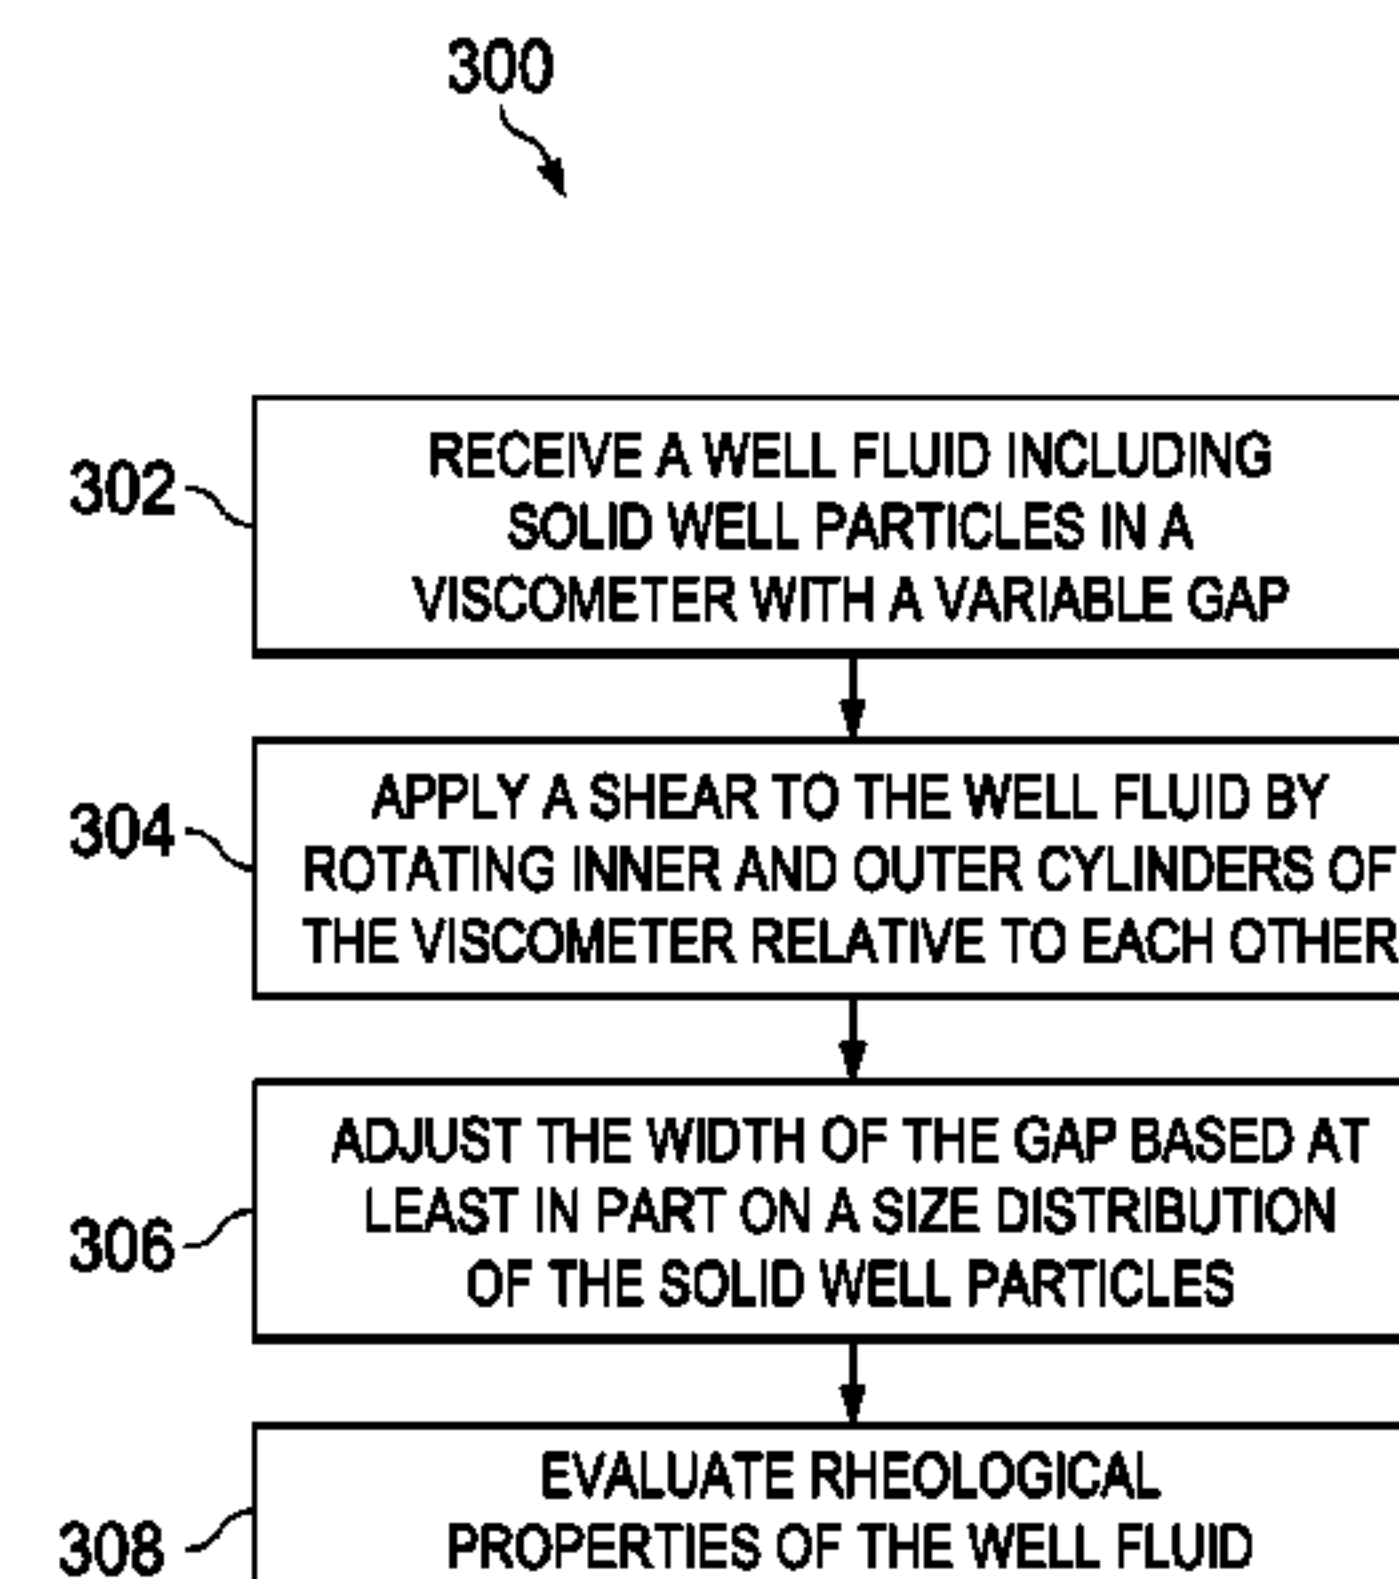 300
302
RECEIVE A WELL FLUID INCLUDING
SOLID WELL PARTICLES IN A
VISCOMETER WITH A VARIABLE GAP
304
APPLY A SHEAR TO THE WELL FLUID BY
ROTATING INNER AND OUTER CYLINDERS OF
THE VISCOMETER RELATIVE TO EACH OTHER
306
ADJUST THE WIDTH OF THE GAP BASED AT
LEAST IN PART ON A SIZE DISTRIBUTION
OF THE SOLID WELL PARTICLES
308
EVALUATE RHEOLOGICAL
PROPERTIES OF THE WELL FLUID